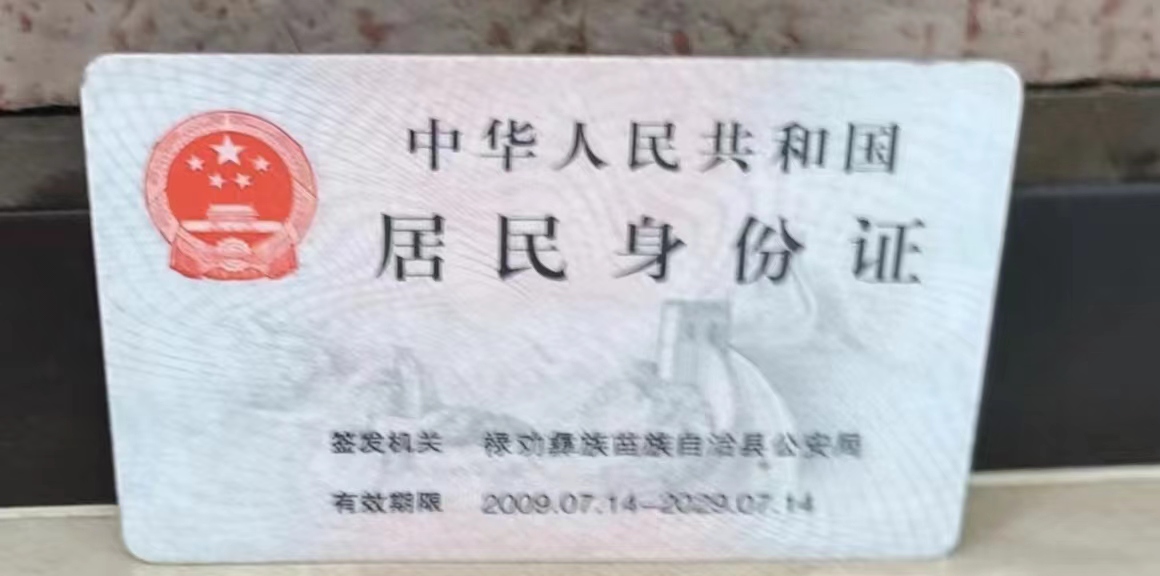 中华人民共和国
居民身份证
签发机关 禄劝彝族苗族自治县公安局
有效期限 2009.07.14-2029.07.14